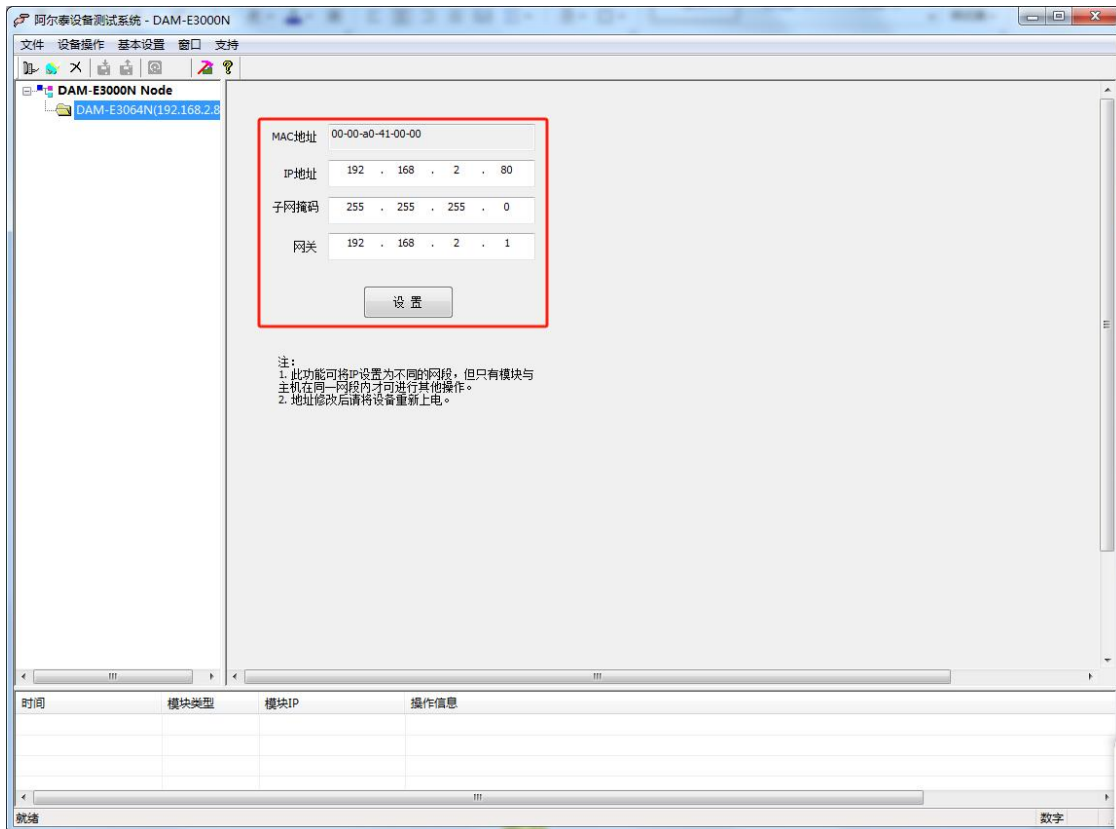 阿尔泰设备测试系统 - DAM-E3000N
文件 设备操作 基本设置 窗口 支持
DAM-E3000N Node
DAM-E3064N(192.168.2.8
MAC地址 00-00-a0-41-00-00
IP地址 192 . 168 . 2 . 80
子网掩码 255 . 255 . 255 . 0
网关 192 . 168 . 2 . 1
设 置
注:
1. 此功能可将IP设置为不同的网段，但只有模块与
主机在同一网段内才可进行其他操作。
2. 地址修改后请将设备重新上电。
时间 模块类型 模块IP 操作信息
就绪 数字